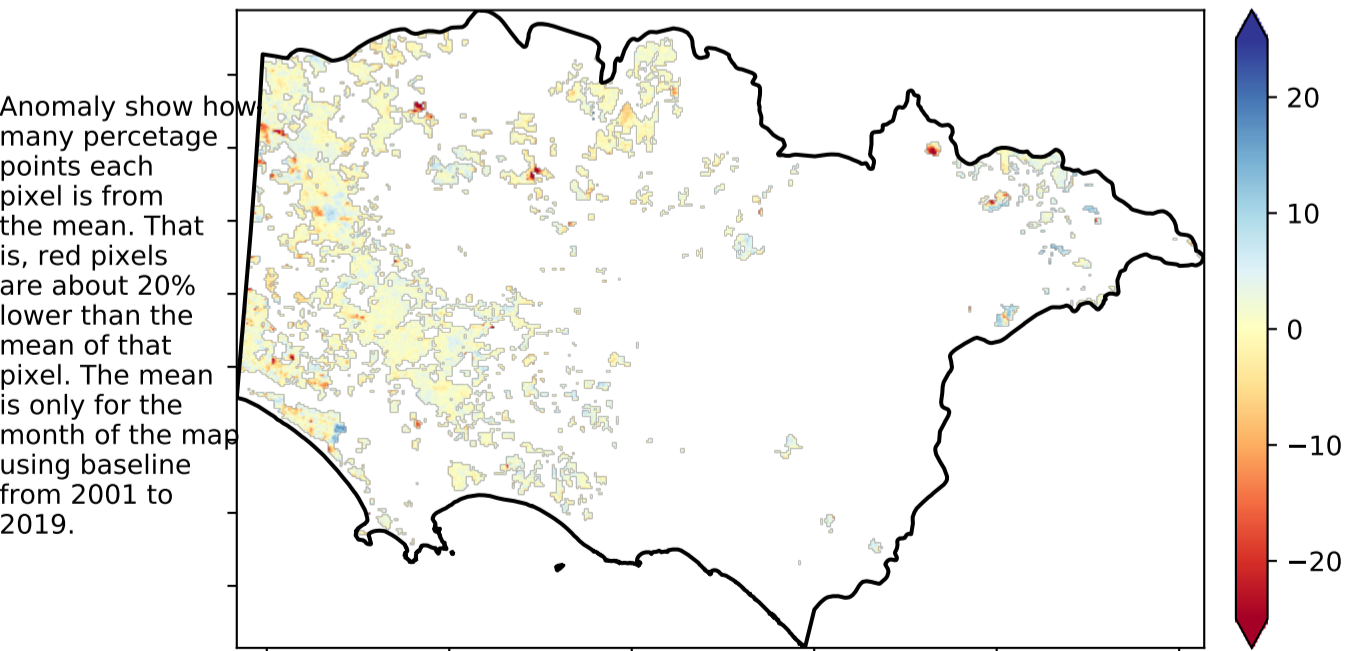 Anomaly show how
many percetage
points each
pixel is from
the mean. That
is, red pixels
are about 20%
lower than the
mean of that
pixel. The mean
is only for the
month of the map
using baseline
from 2001 to
2019.
20
10
0
−10
−20